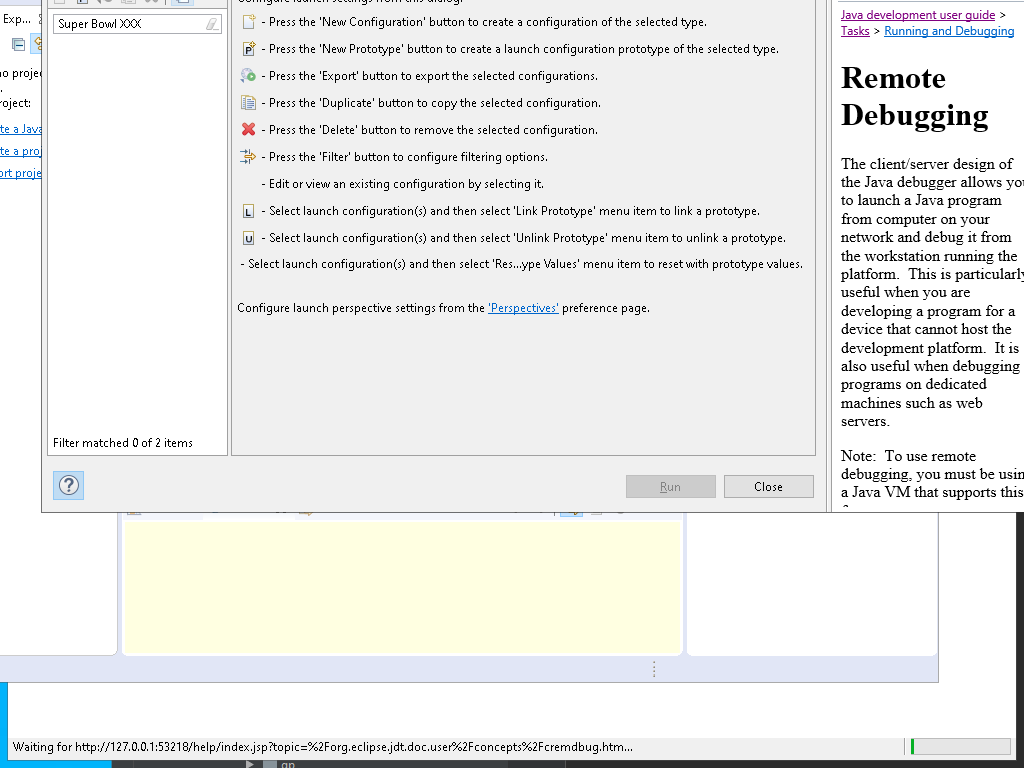 Exp...
Super Bowl XXX
- Press the 'New Configuration' button to create a configuration of the selected type.
- Press the 'New Prototype' button to create a launch configuration prototype of the selected type.
- Press the 'Export' button to export the selected configurations.
- Press the 'Duplicate' button to copy the selected configuration.
- Press the 'Delete' button to remove the selected configuration.
- Press the 'Filter' button to configure filtering options.
- Edit or view an existing configuration by selecting it.
L - Select launch configuration(s) and then select 'Link Prototype' menu item to link a prototype.
U - Select launch configuration(s) and then select 'Unlink Prototype' menu item to unlink a prototype.
- Select launch configuration(s) and then select 'Res...ype Values' menu item to reset with prototype values.
Configure launch perspective settings from the 'Perspectives' preference page.
Filter matched 0 of 2 items
Run
Close
Java development user guide >
Tasks > Running and Debugging
Remote
Debugging
The client/server design of
the Java debugger allows you
to launch a Java program
from computer on your
network and debug it from
the workstation running the
platform. This is particularly
useful when you are
developing a program for a
device that cannot host the
development platform. It is
also useful when debugging
programs on dedicated
machines such as web
servers.
Note: To use remote
debugging, you must be usin
a Java VM that supports this
Waiting for http://127.0.0.1:53218/help/index.jsp?topic=%2Forg.eclipse.jdt.doc.user%2Fconcepts%2Fcremdbug.htm...